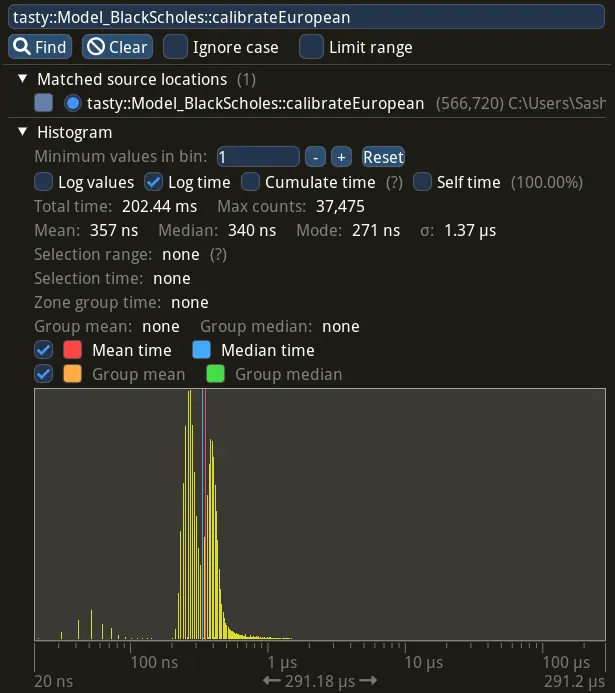 tasty::Model_BlackScholes::calibrateEuropean
Find Clear Ignore case Limit range
Matched source locations (1)
tasty::Model_BlackScholes::calibrateEuropean (566,720) C:\Users\Sash
Histogram
Minimum values in bin: 1 - + Reset
Log values Log time Cumulate time (?) Self time (100.00%)
Total time: 202.44 ms Max counts: 37,475
Mean: 357 ns Median: 340 ns Mode: 271 ns σ: 1.37 μs
Selection range: none (?)
Selection time: none
Zone group time: none
Group mean: none Group median: none
Mean time Median time
Group mean Group median
100 ns 1 μs 10 μs 100 μs
20 ns 291.18 μs 291.2 μs